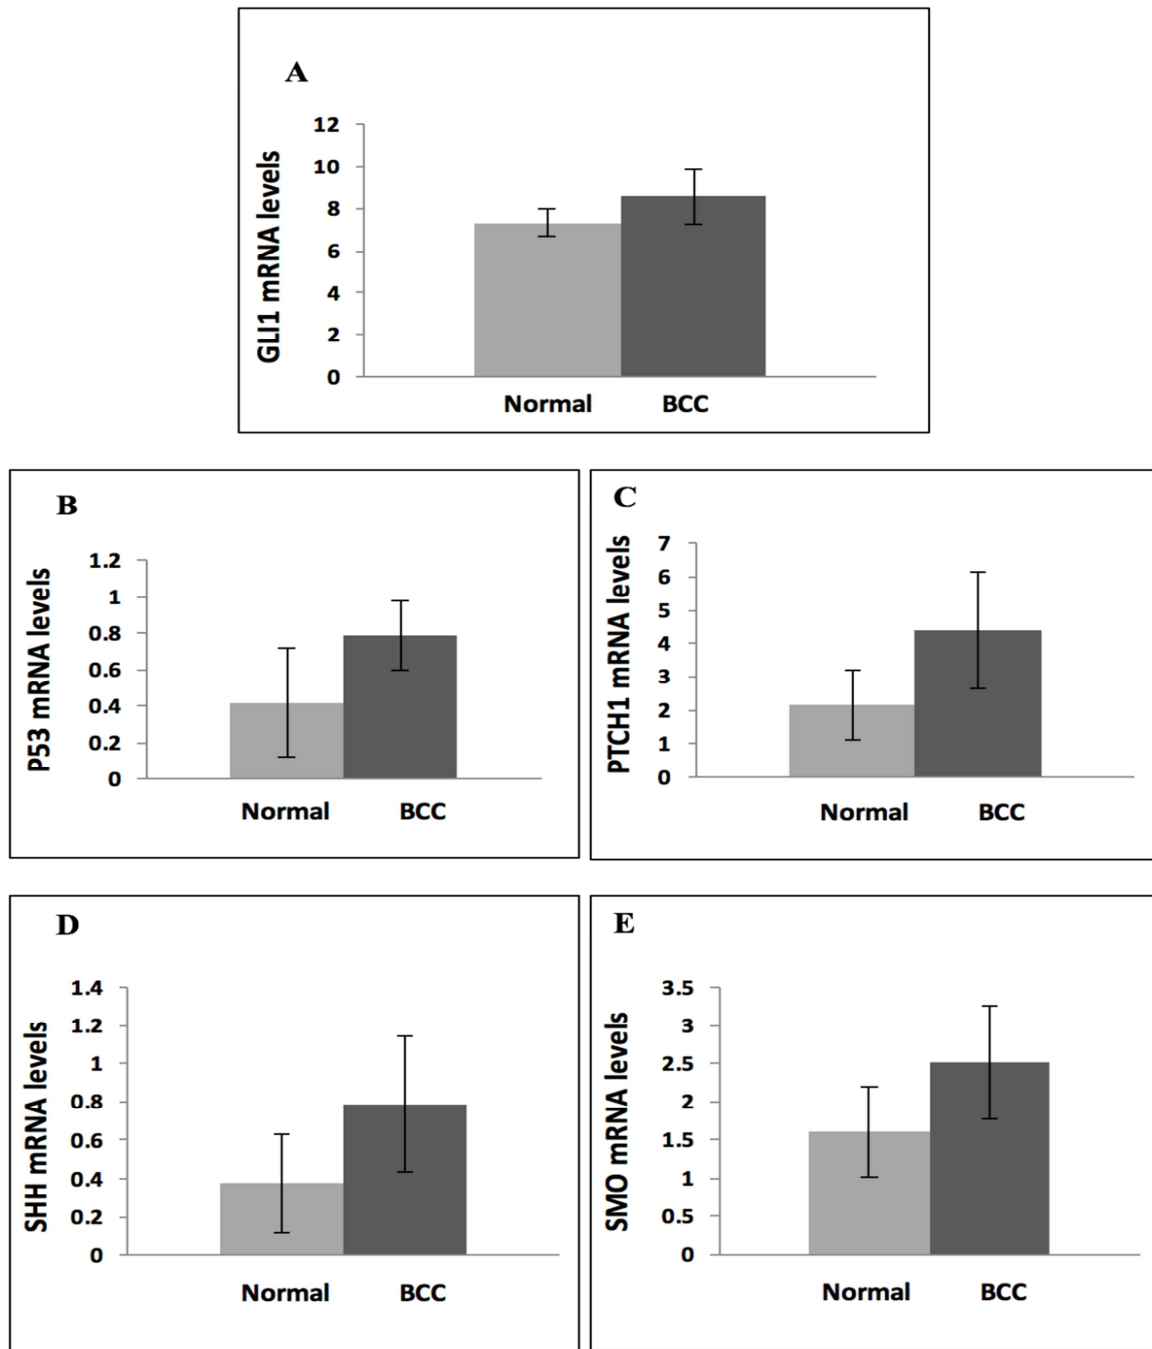 A
GLI1 mRNA levels
12
10
8
6
4
2
0
Normal BCC
B
P53 mRNA levels
1.2
1
0.8
0.6
0.4
0.2
0
Normal BCC
C
PTCH1 mRNA levels
7
6
5
4
3
2
1
0
Normal BCC
D
SHH mRNA levels
1.4
1.2
1
0.8
0.6
0.4
0.2
0
Normal BCC
E
SMO mRNA levels
3.5
3
2.5
2
1.5
1
0.5
0
Normal BCC